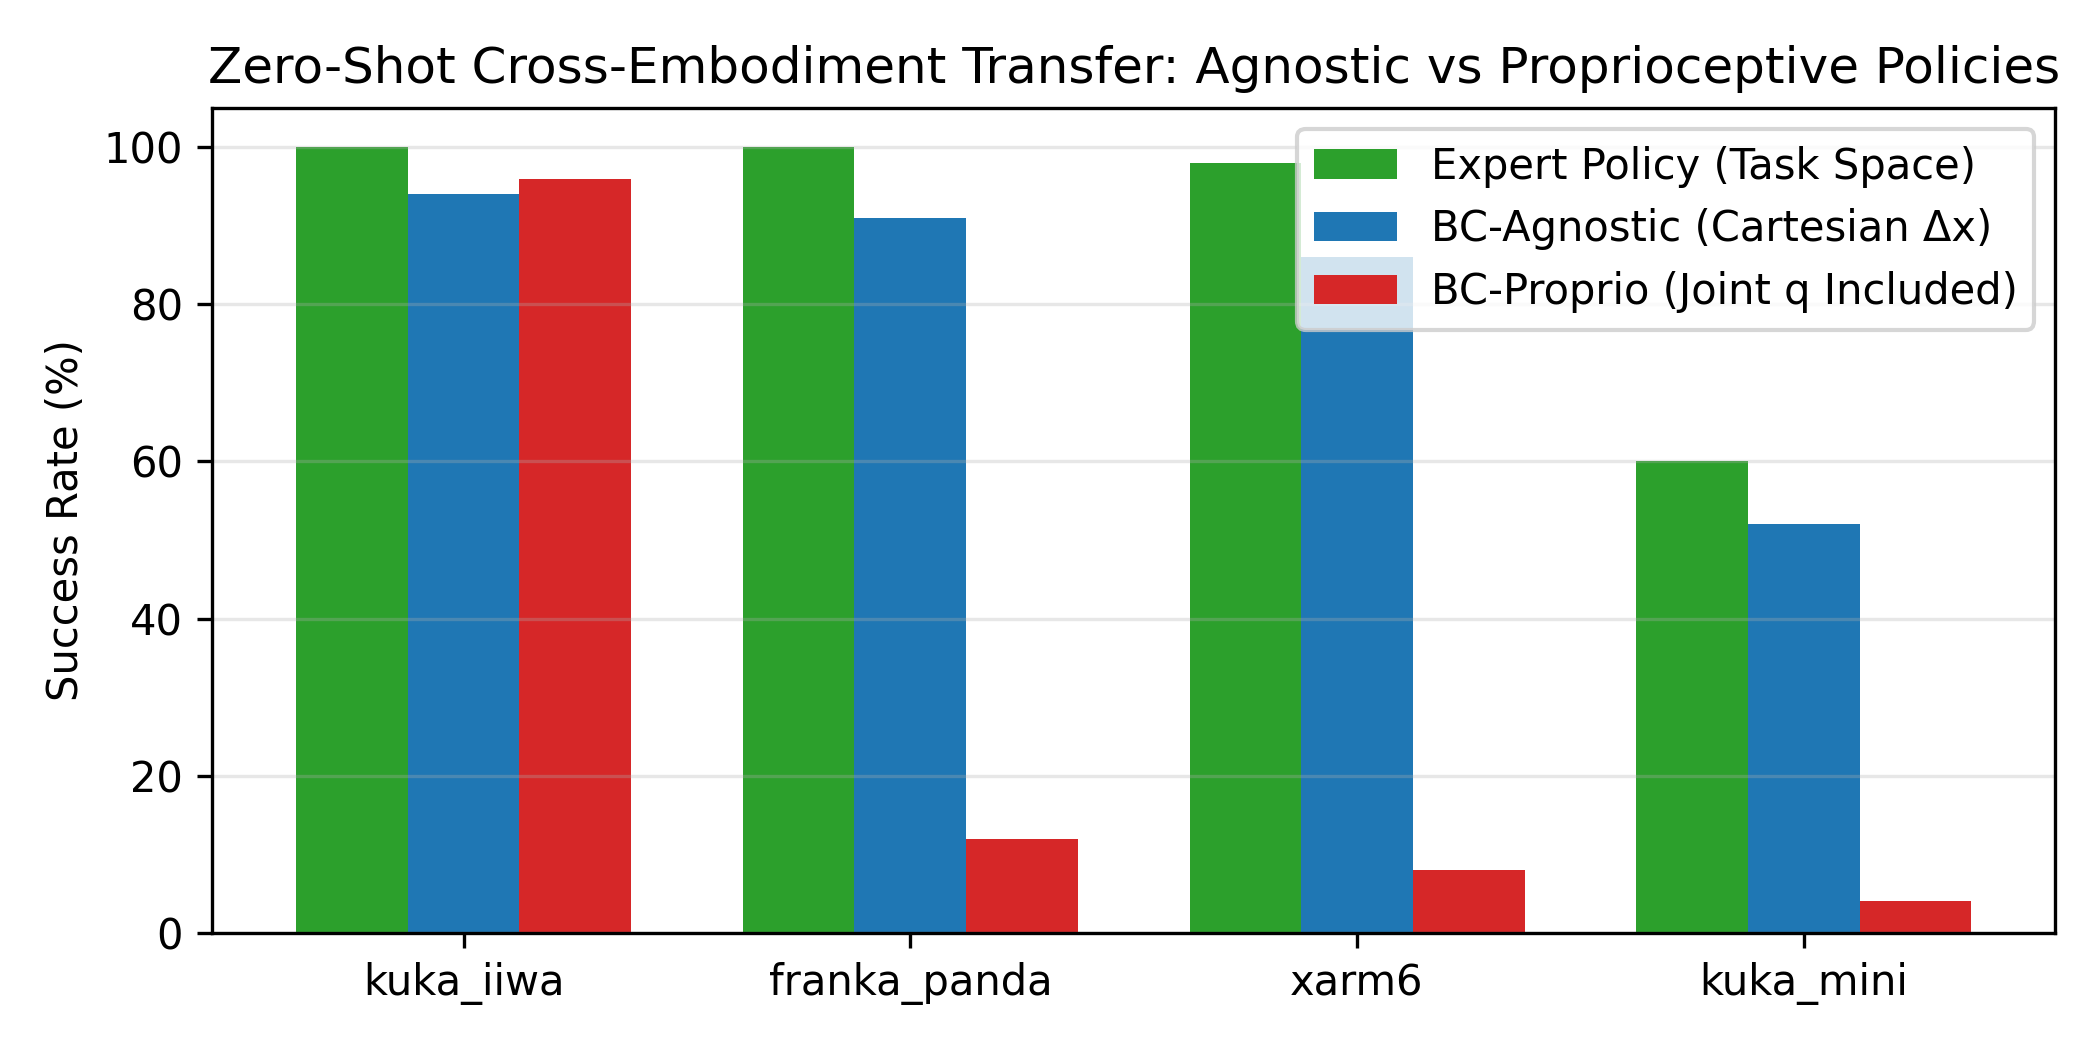 Zero-Shot Cross-Embodiment Transfer: Agnostic vs Proprioceptive Policies
Expert Policy (Task Space)
BC-Agnostic (Cartesian Δx)
BC-Proprio (Joint q Included)
Success Rate (%)
100
80
60
40
20
0
kuka_iiwa
franka_panda
xarm6
kuka_mini